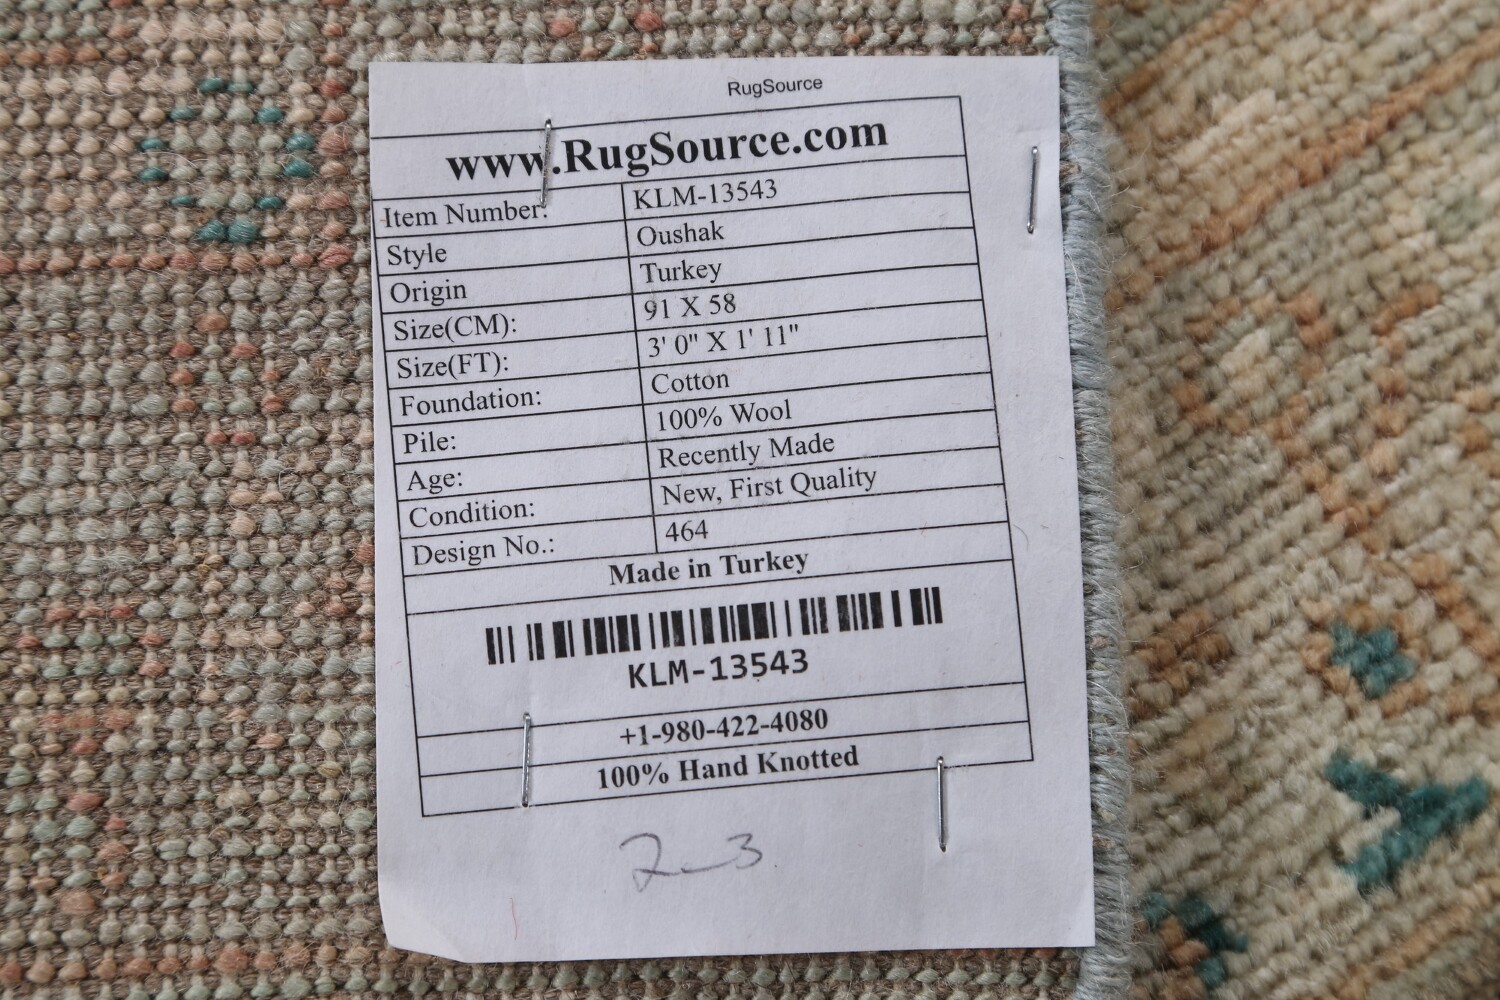 RugSource
www.RugSource.com
Item Number: KLM-13543
Style Oushak
Origin Turkey
Size(CM): 91 X 58
Size(FT): 3' 0" X 1' 11"
Foundation: Cotton
Pile: 100% Wool
Age: Recently Made
Condition: New, First Quality
Design No.: 464
Made in Turkey
KLM-13543
+1-980-422-4080
100% Hand Knotted
2-3